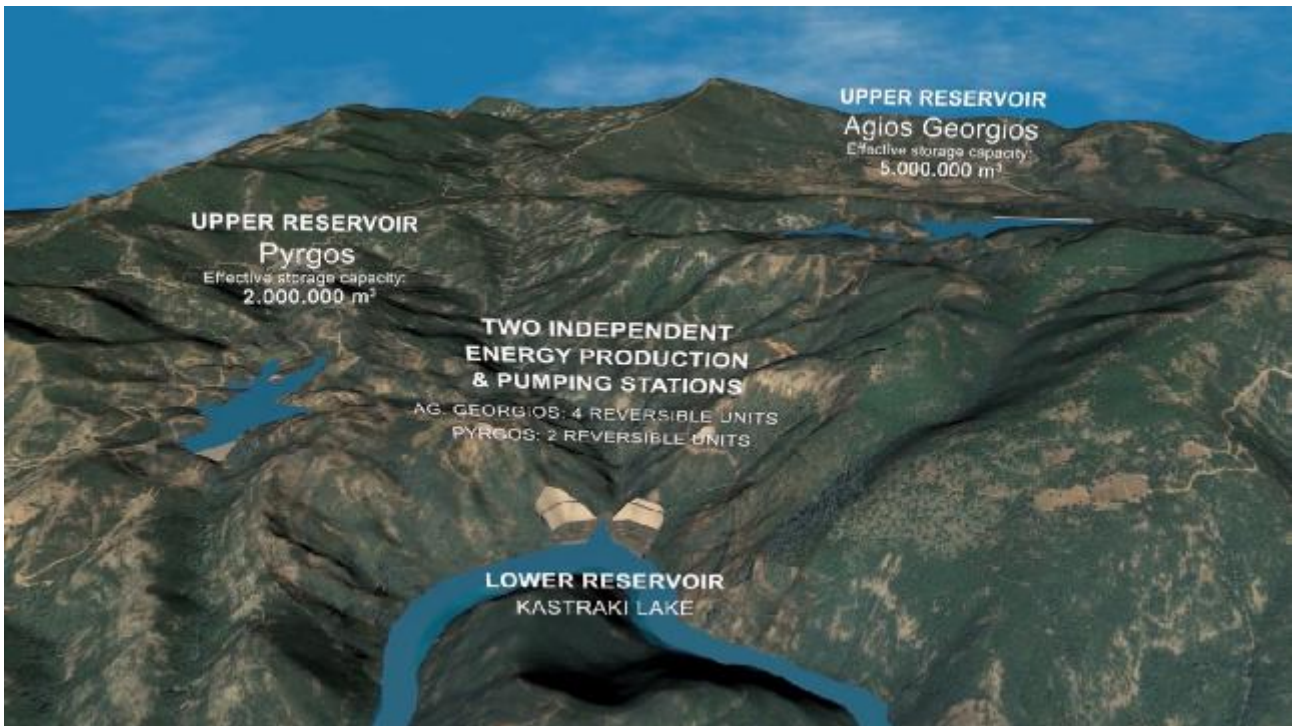 UPPER RESERVOIR
Agios Georgios
Effective storage capacity:
5.000.000 m³
UPPER RESERVOIR
Pyrgos
Effective storage capacity:
2.000.000 m³
TWO INDEPENDENT
ENERGY PRODUCTION
& PUMPING STATIONS
AG. GEORGIOS: 4 REVERSIBLE UNITS
PYRGOS: 2 REVERSIBLE UNITS
LOWER RESERVOIR
KASTRAKI LAKE